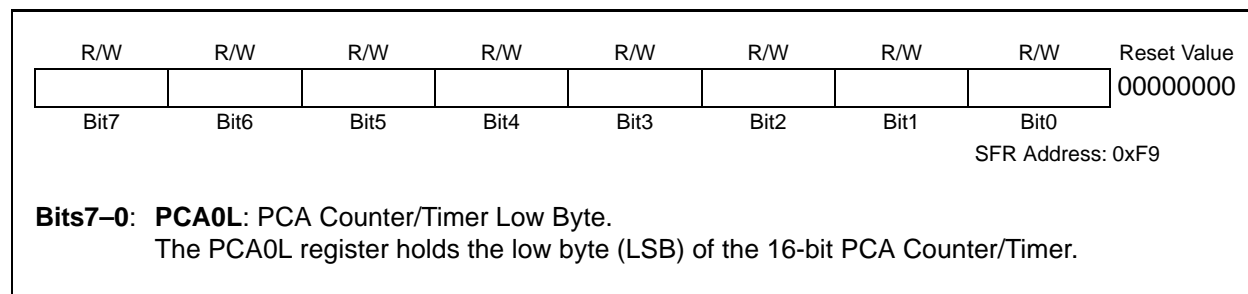 R/W R/W R/W R/W R/W R/W R/W R/W Reset Value
00000000
Bit7 Bit6 Bit5 Bit4 Bit3 Bit2 Bit1 Bit0
SFR Address: 0xF9
Bits7–0: PCA0L: PCA Counter/Timer Low Byte.
The PCA0L register holds the low byte (LSB) of the 16-bit PCA Counter/Timer.